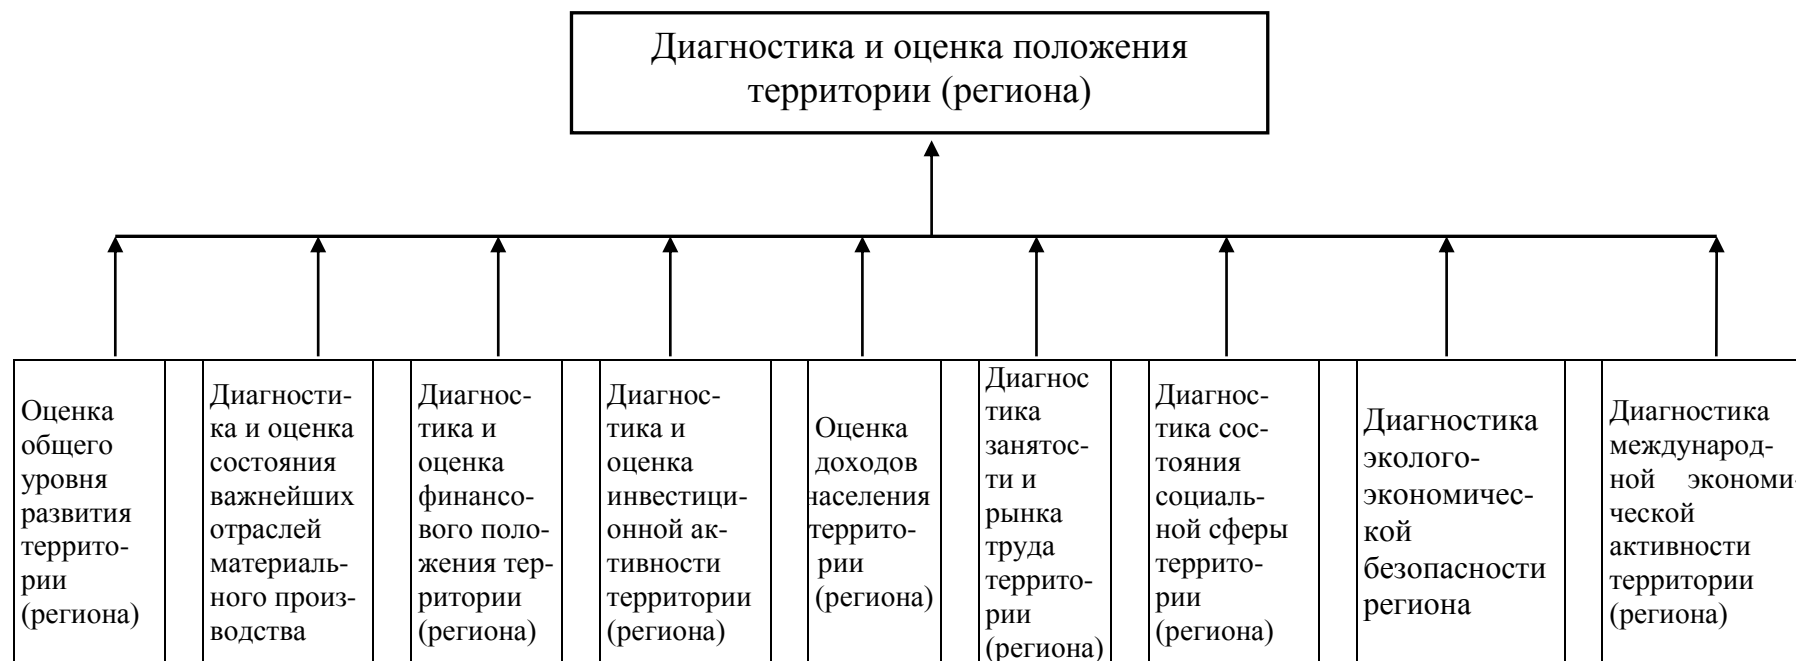 Диагностика и оценка положения
территории (региона)
Оценка
общего
уровня
развития
террито-
рии
(региона)
Диагности-
ка и оценка
состояния
важнейших
отраслей
материаль-
ного произ-
водства
Диагнос-
тика и
оценка
финансо-
вого поло-
жения тер-
ритории
(региона)
Диагнос-
тика и
оценка
инвестици-
онной ак-
тивности
территории
(региона)
Оценка
доходов
населения
террито-
рии
(региона)
Диагнос
тика
занятос-
ти и
рынка
труда
террито-
рии
(региона)
Диагнос-
тика сос-
тояния
социаль-
ной сферы
террито-
рии
(региона)
Диагностика
эколого-
экономичес-
кой
безопасности
региона
Диагностика
международ-
ной экономи-
ческой
активности
территории
(региона)